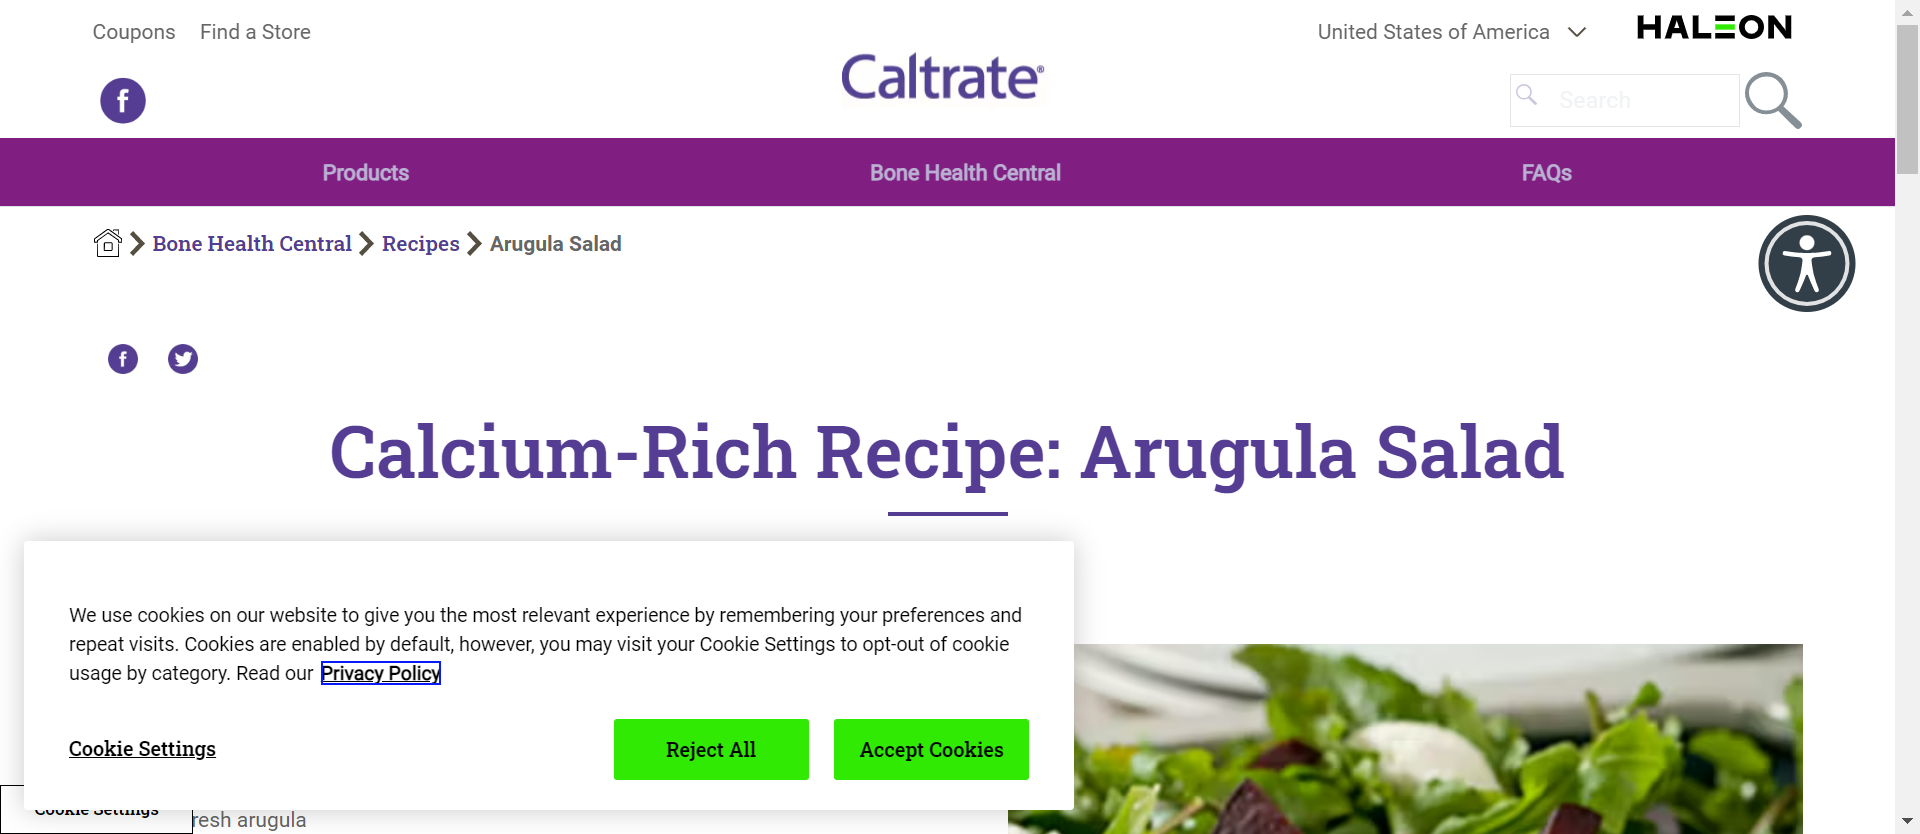 Coupons Find a Store
United States of America
HALEON
f
Caltrate®
Search
Products Bone Health Central FAQs
Bone Health Central Recipes Arugula Salad
f
Calcium-Rich Recipe: Arugula Salad
We use cookies on our website to give you the most relevant experience by remembering your preferences and
repeat visits. Cookies are enabled by default, however, you may visit your Cookie Settings to opt-out of cookie
usage by category. Read our Privacy Policy
Cookie Settings Reject All Accept Cookies
Cookie Settings
resh arugula